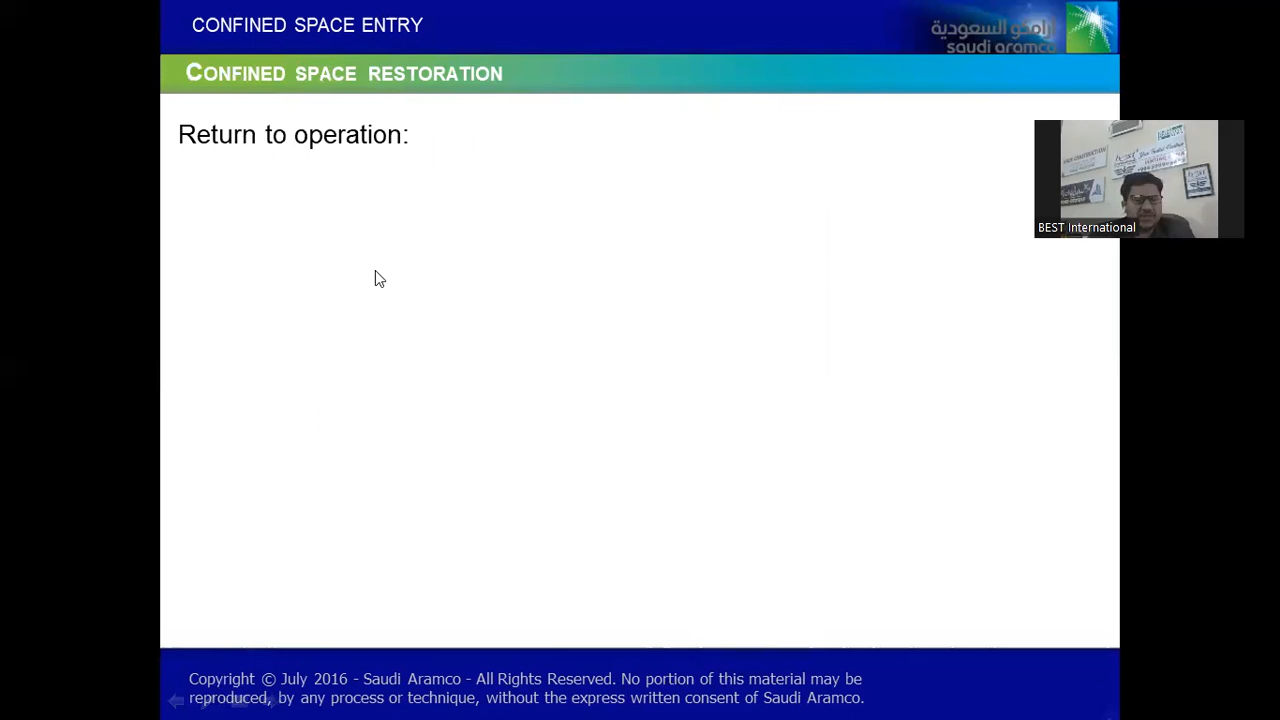 CONFINED SPACE ENTRY
أرامكو السعودية
saudi aramco
CONFINED SPACE RESTORATION
Return to operation:
BEST International
Copyright © July 2016 - Saudi Aramco - All Rights Reserved. No portion of this material may be
reproduced, by any process or technique, without the express written consent of Saudi Aramco.